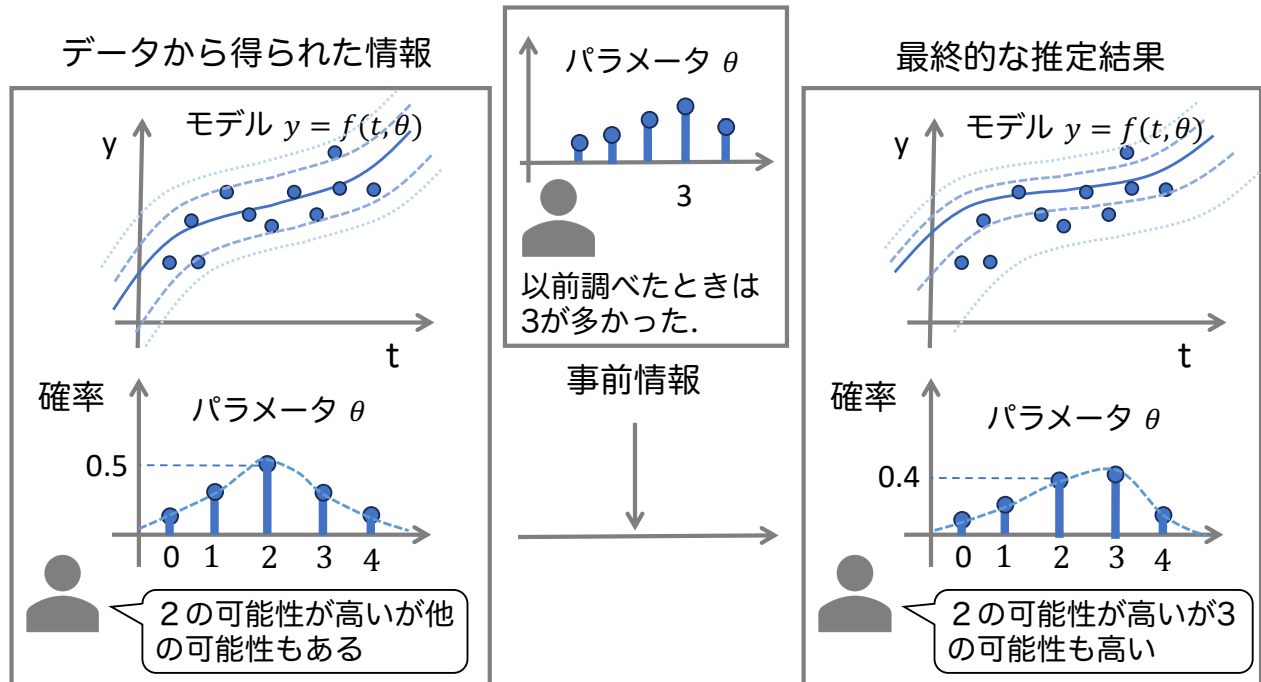 データから得られた情報
モデル y = f(t, θ)
y
t
確率
パラメータ θ
0.5
0 1 2 3 4
２の可能性が高いが他
の可能性もある
パラメータ θ
3
以前調べたときは
3が多かった.
事前情報
最終的な推定結果
モデル y = f(t, θ)
y
t
確率
パラメータ θ
0.4
0 1 2 3 4
２の可能性が高いが3
の可能性も高い